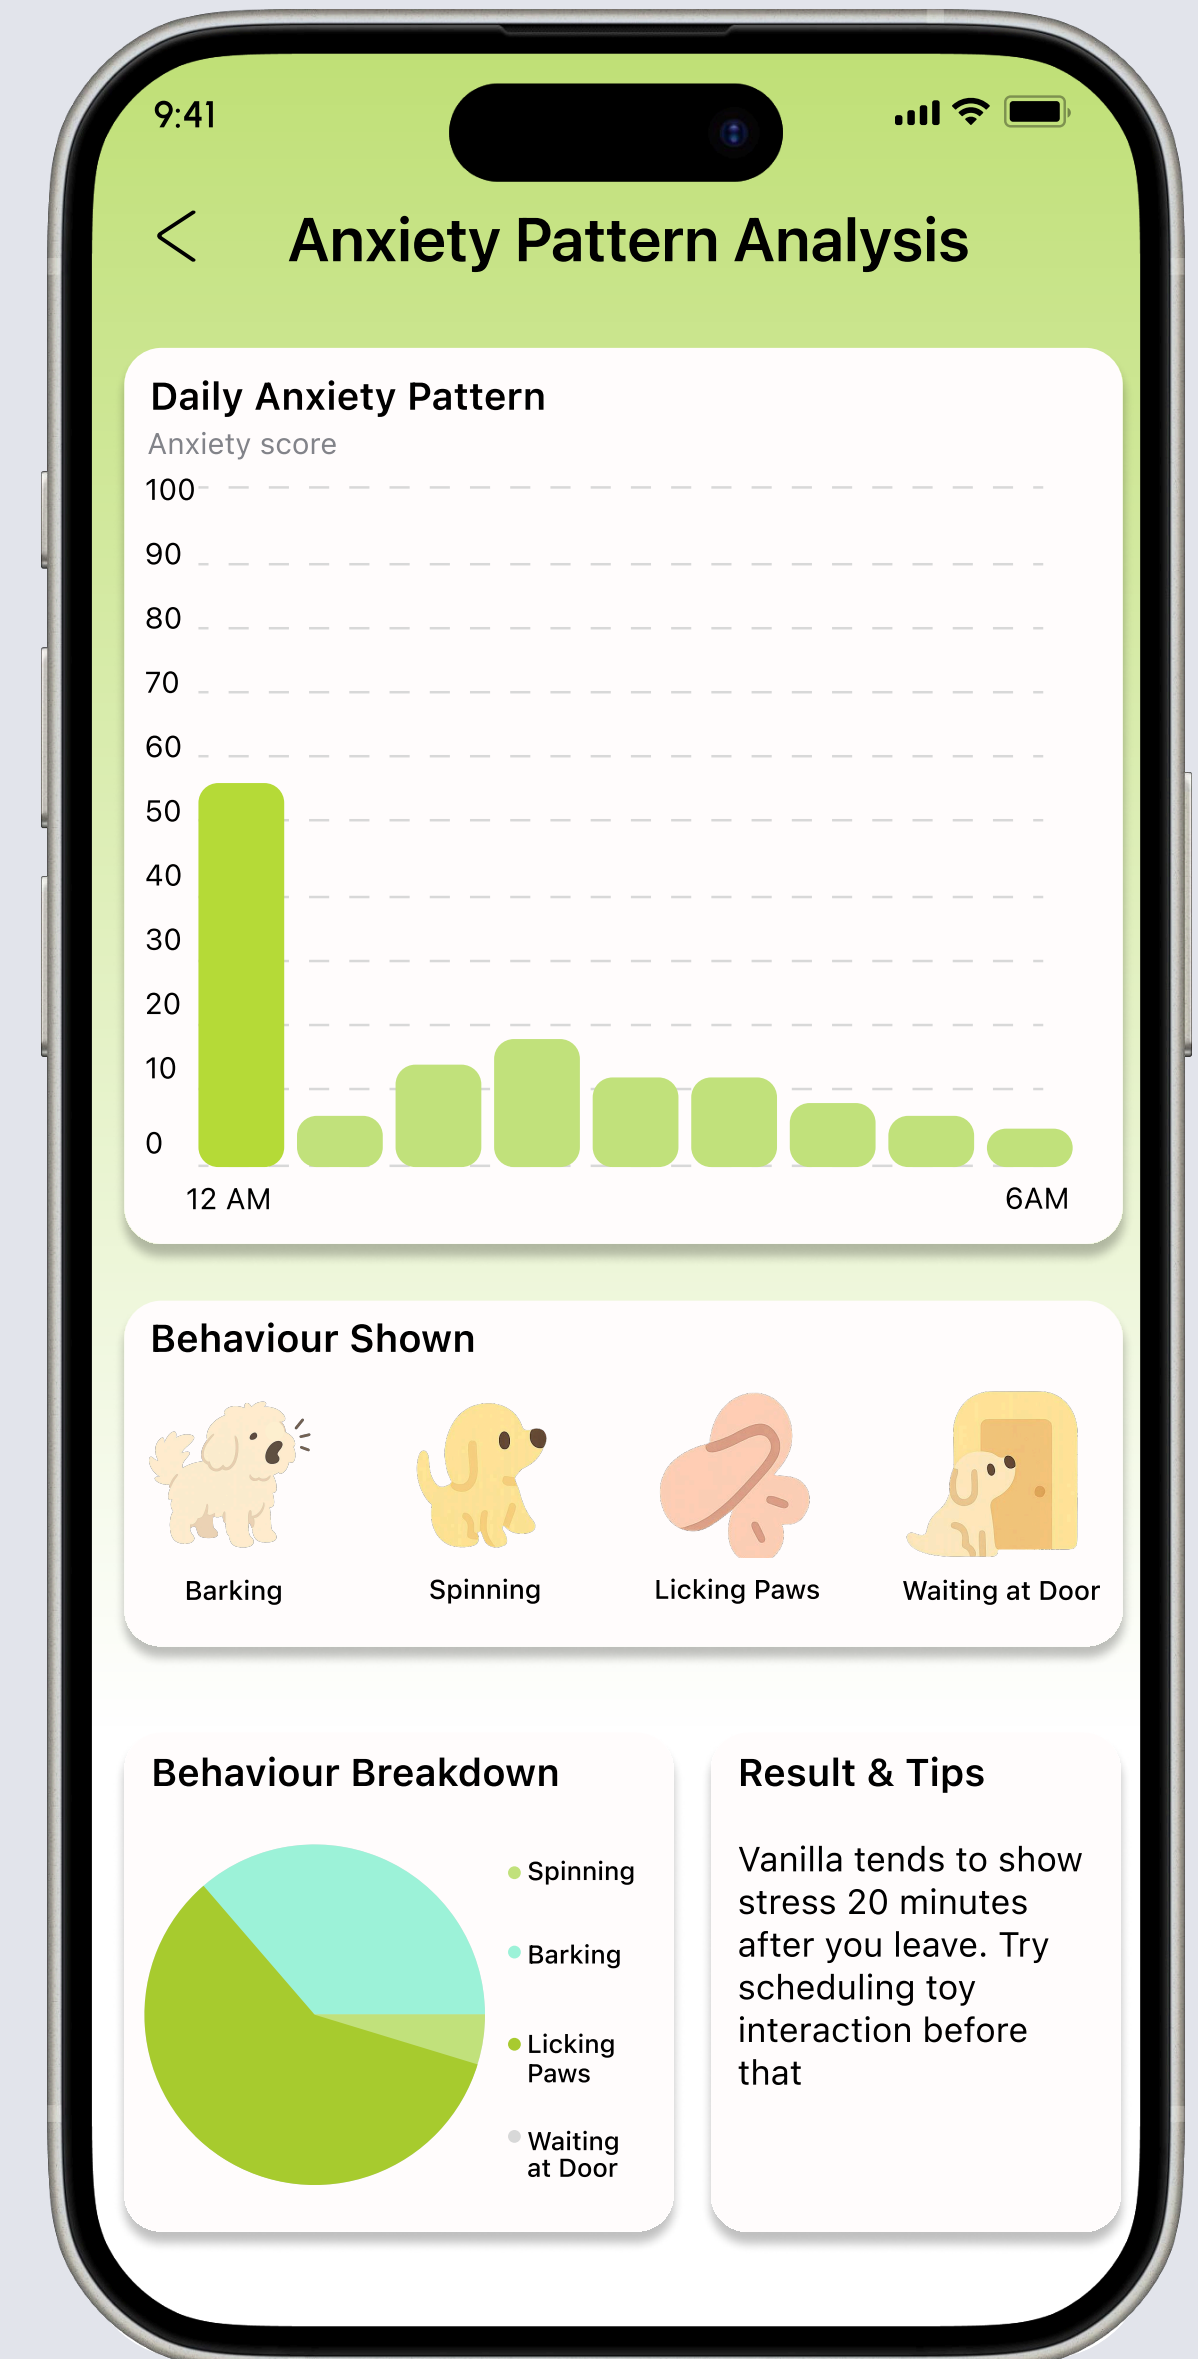 9:41
Anxiety Pattern Analysis
Daily Anxiety Pattern
Anxiety score
100
90
80
70
60
50
40
30
20
10
0
12 AM
6AM
Behaviour Shown
Barking
Spinning
Licking Paws
Waiting at Door
Behaviour Breakdown
Spinning
Barking
Licking
Paws
Waiting
at Door
Result & Tips
Vanilla tends to show
stress 20 minutes
after you leave. Try
scheduling toy
interaction before
that